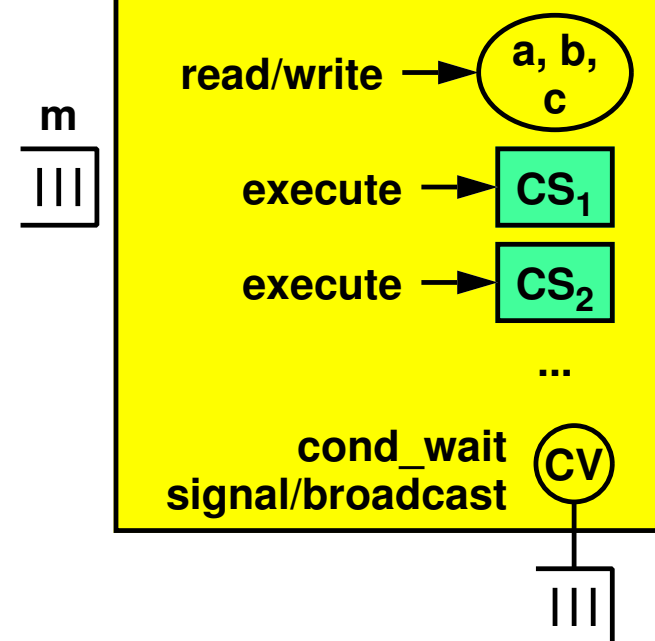 read/write
a, b,
c
m
execute
CS1
execute
CS2
...
cond_wait
signal/broadcast
CV